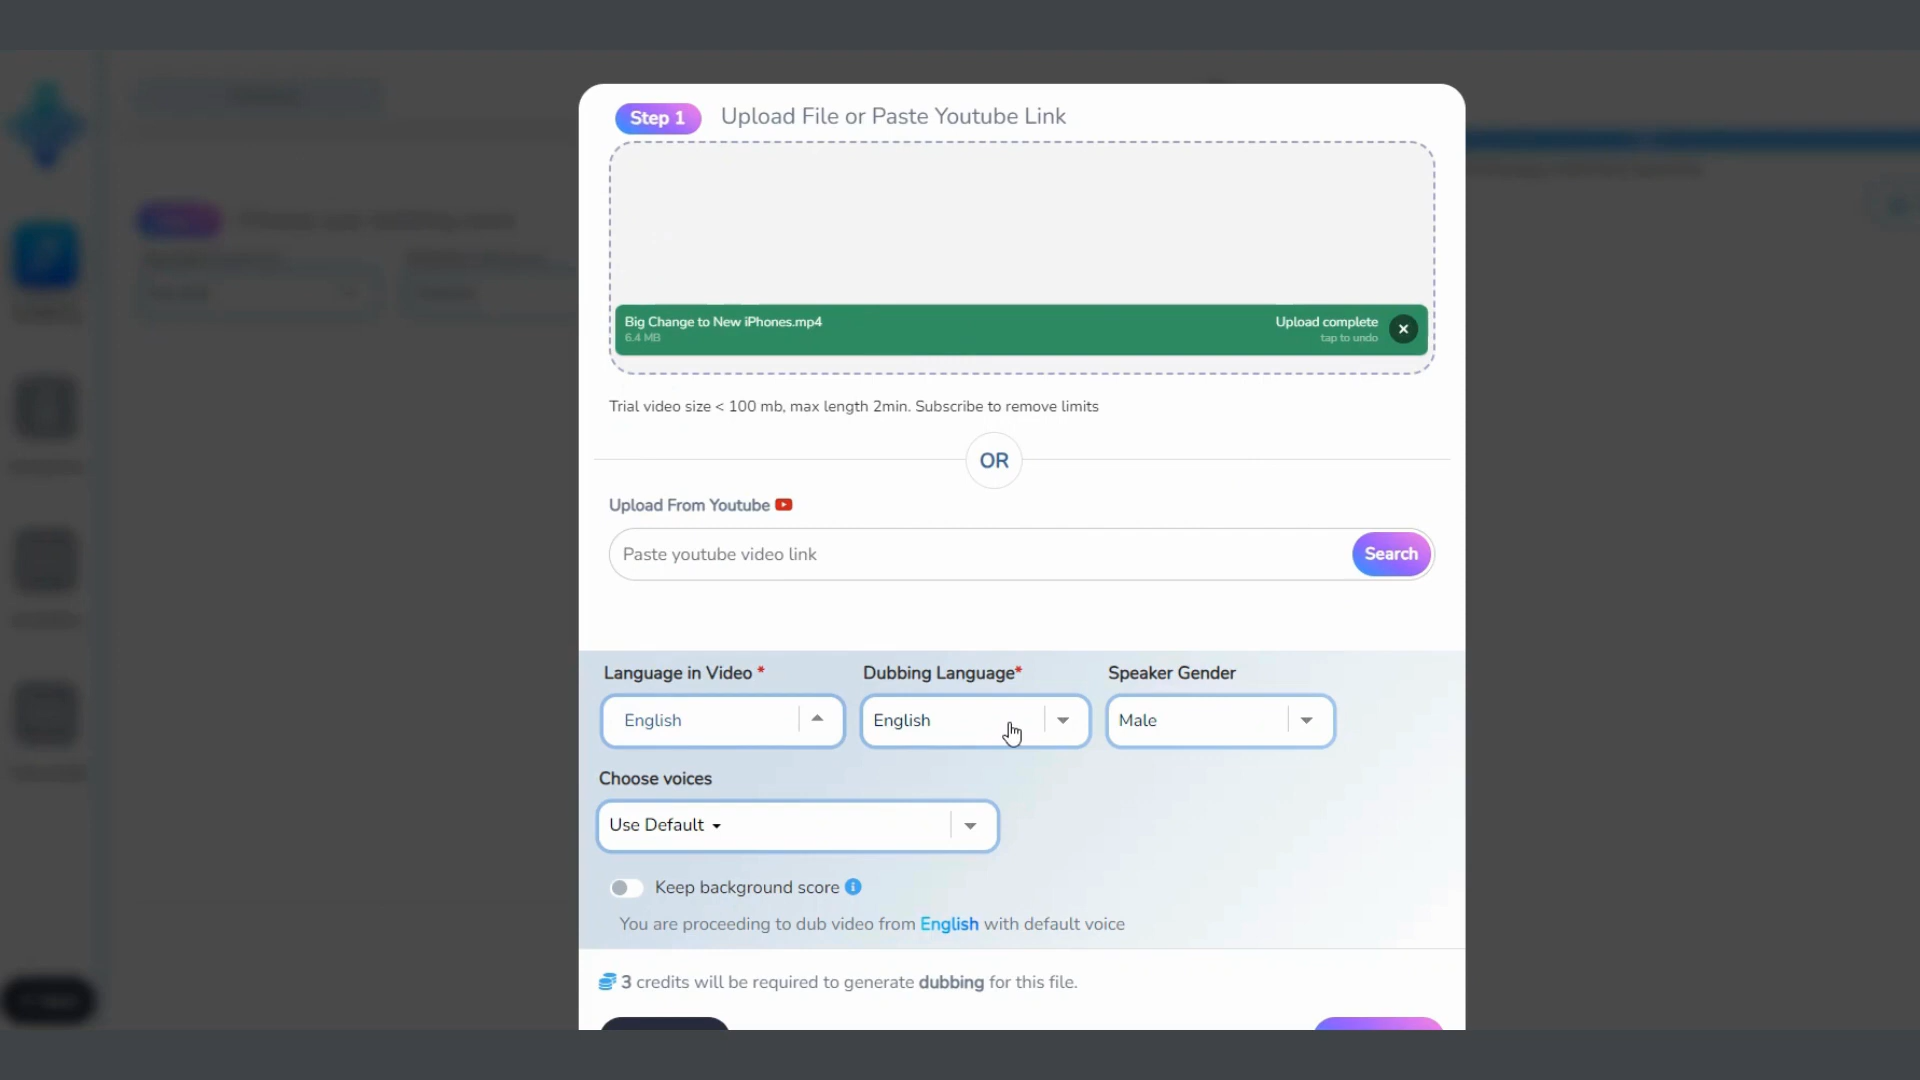 Step 1 Upload File or Paste Youtube Link
Big Change to New iPhones.mp4 Upload complete
6.4 MB tap to undo
Trial video size < 100 mb, max length 2min. Subscribe to remove limits
OR
Upload From Youtube
Paste youtube video link Search
Language in Video * Dubbing Language* Speaker Gender
English English Male
Choose voices
Use Default
Keep background score
You are proceeding to dub video from English with default voice
3 credits will be required to generate dubbing for this file.